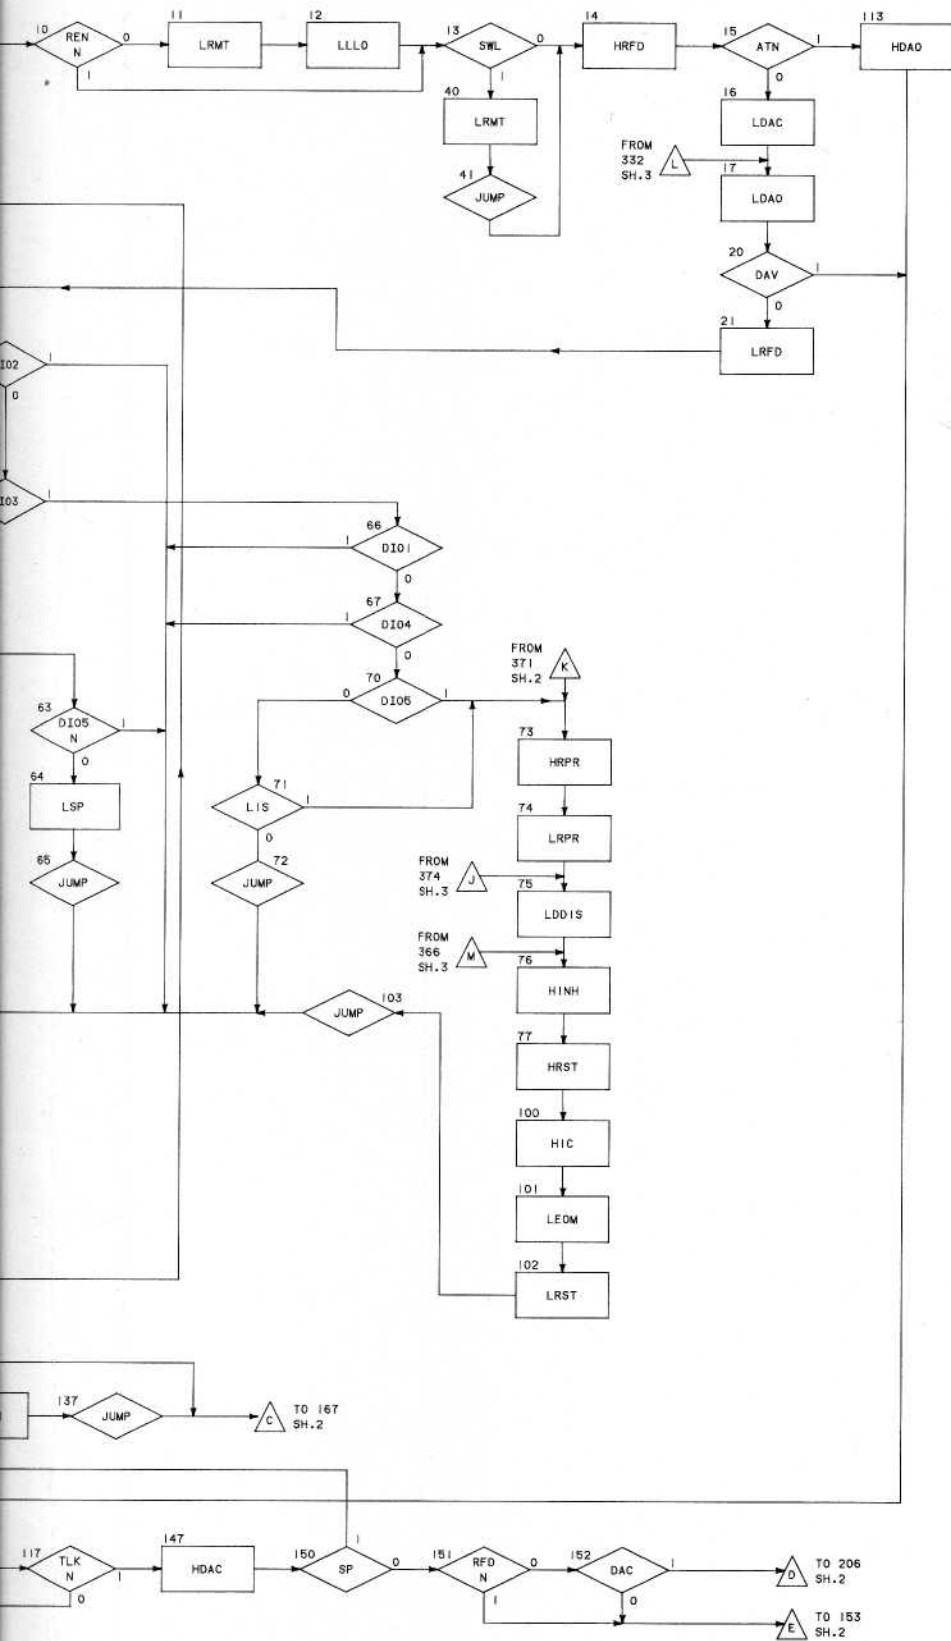 10 11 12 13 14 15 113
REN N 0 LRMT LLLO SWL 0 HRFD ATN 1 HDAO
1 1 0
40 16
LRMT LDAC
FROM 332 SH.3 L
41 17
JUMP LDAO
20
DAV 1
0
21
LRFD
IO2 1
0
IO3 1
66
1 DIO1
0
67
1 DIO4
0
FROM 371 SH.2 K
70
0 DIO5 1
63
DIO5 N 1
0
73
HRPR
64 71
LSP LIS 1
0
74
LRPR
65 72
JUMP JUMP
FROM 374 SH.3 J
75
LDDIS
FROM 366 SH.3 M
76
HINH
103
JUMP
77
HRST
100
HIC
101
LEOM
102
LRST
137
JUMP C TO 167 SH.2
1
117 147 150 151 152
TLK N 1 HDAC SP 0 RFD N 0 DAC 1 D TO 206 SH.2
0 1 0
E TO 153 SH.2